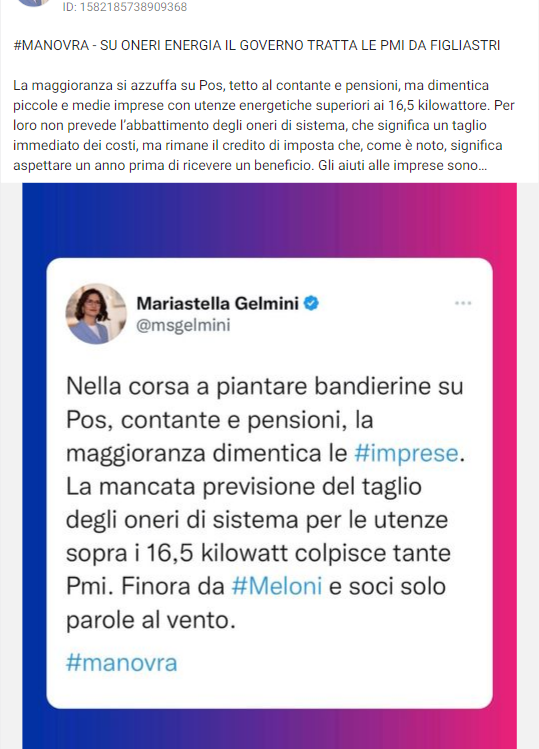 ID: 1582185738909368
#MANOVRA - SU ONERI ENERGIA IL GOVERNO TRATTA LE PMI DA FIGLIASTRI
La maggioranza si azzuffa su Pos, tetto al contante e pensioni, ma dimentica
piccole e medie imprese con utenze energetiche superiori ai 16,5 kilowattore. Per
loro non prevede l’abbattimento degli oneri di sistema, che significa un taglio
immediato dei costi, ma rimane il credito di imposta che, come è noto, significa
aspettare un anno prima di ricevere un beneficio. Gli aiuti alle imprese sono...
Mariastella Gelmini
@msgelmini
Nella corsa a piantare bandierine su
Pos, contante e pensioni, la
maggioranza dimentica le #imprese.
La mancata previsione del taglio
degli oneri di sistema per le utenze
sopra i 16,5 kilowatt colpisce tante
Pmi. Finora da #Meloni e soci solo
parole al vento.
#manovra